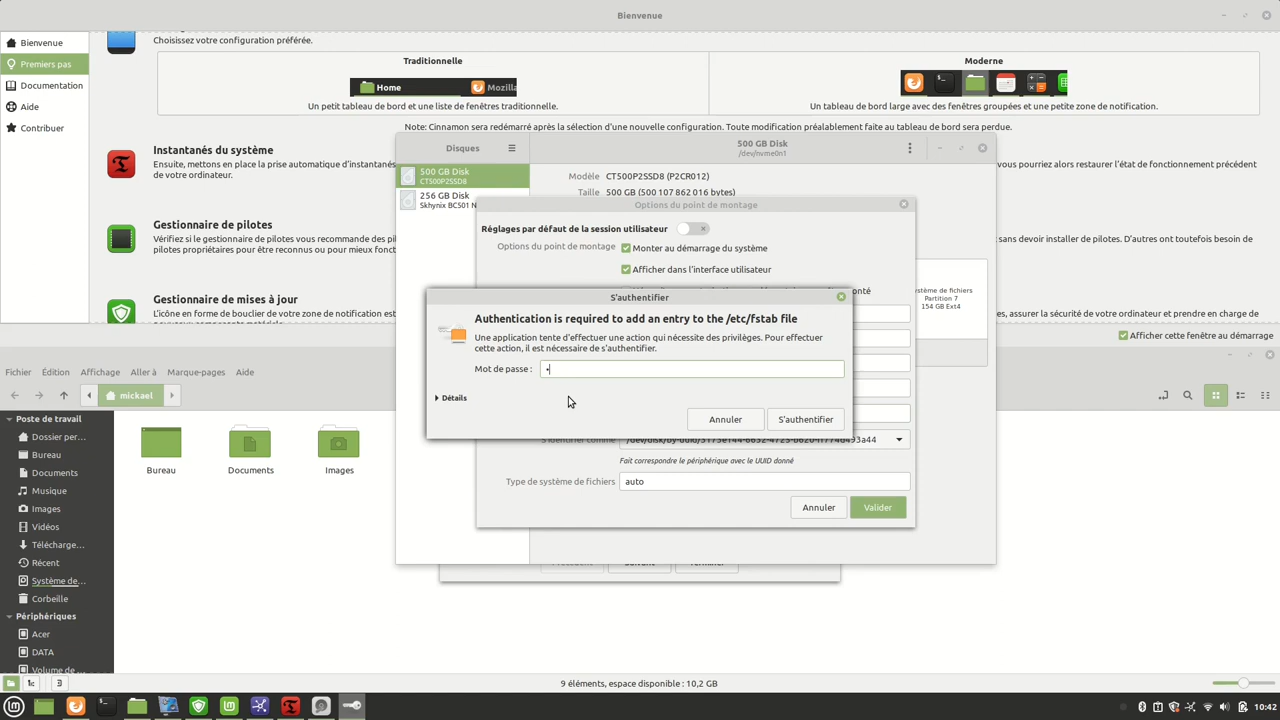 Bienvenue
Choisissez votre configuration préférée.
Bienvenue
Premiers pas
Documentation
Aide
Contribuer
Traditionnelle
Home
Mozilla
Un petit tableau de bord et une liste de fenêtres traditionnelle.
Moderne
Un tableau de bord large avec des fenêtres groupées et une petite zone de notification.
Note: Cinnamon sera redémarré après la sélection d'une nouvelle configuration. Toute modification préalablement faite au tableau de bord sera perdue.
Instantanés du système
Ensuite, mettons en place la prise automatique d'instantanés
vous pourriez alors restaurer l'état de fonctionnement précédent
de votre ordinateur.
Gestionnaire de pilotes
Vérifiez si le gestionnaire de pilotes vous recommande des
sans devoir installer de pilotes. D'autres ont toutefois besoin de
pilotes propriétaires pour être reconnus ou pour mieux
Gestionnaire de mises à jour
L'icône en forme de bouclier de votre zone de notification est
assurer la sécurité de votre ordinateur et prendre en charge de
Afficher cette fenêtre au démarrage
Disques
500 GB Disk
/dev/nvme0n1
500 GB Disk
CT500P2SSD8
256 GB Disk
Skhynix BC501 N
Modèle CT500P2SSD8 (P2CR012)
Taille 500 GB (500 107 862 016 bytes)
Partition 7
154 GB Ext4
Options du point de montage
Réglages par défaut de la session utilisateur
Options du point de montage
Monter au démarrage du système
Afficher dans l'interface utilisateur
S'authentifier
Authentication is required to add an entry to the /etc/fstab file
Une application tente d'effectuer une action qui nécessite des privilèges. Pour effectuer
cette action, il est nécessaire de s'authentifier.
Mot de passe :
Détails
Annuler
S'authentifier
Fait correspondre le périphérique avec le UUID donné
Type de système de fichiers
auto
Annuler
Valider
Fichier Édition Affichage Aller à Marque-pages Aide
mickael
Poste de travail
Dossier per…
Bureau
Documents
Musique
Images
Vidéos
Télécharge…
Récent
Système de…
Corbeille
Périphériques
Acer
DATA
Volume de…
Bureau
Documents
Images
9 éléments, espace disponible : 10,2 GB
10:42